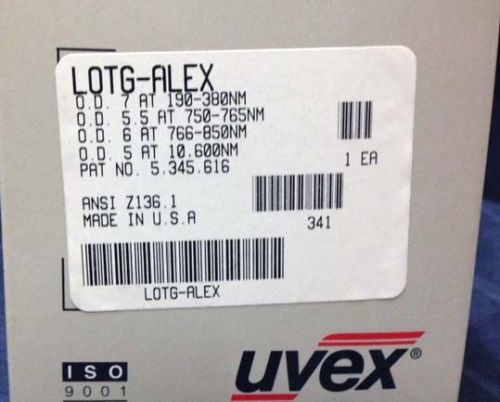 LOTG-ALEX
O.D. 7 AT 190-380NM
O.D. 5.5 AT 750-765NM
O.D. 6 AT 766-850NM
O.D. 5 AT 10.600NM
PAT NO. 5.345.616
1 EA
ANSI Z136.1
MADE IN U.S.A
341
LOTG-ALEX
ISO
9001
uvex®